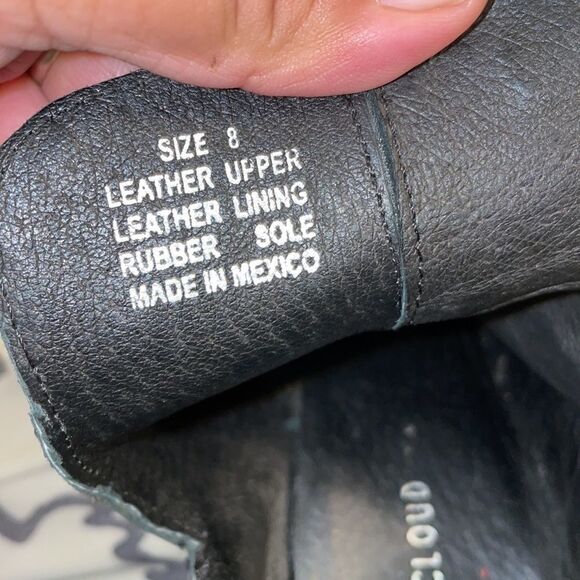 SIZE 8
LEATHER UPPER
LEATHER LINING
RUBBER SOLE
MADE IN MEXICO
CLOUD